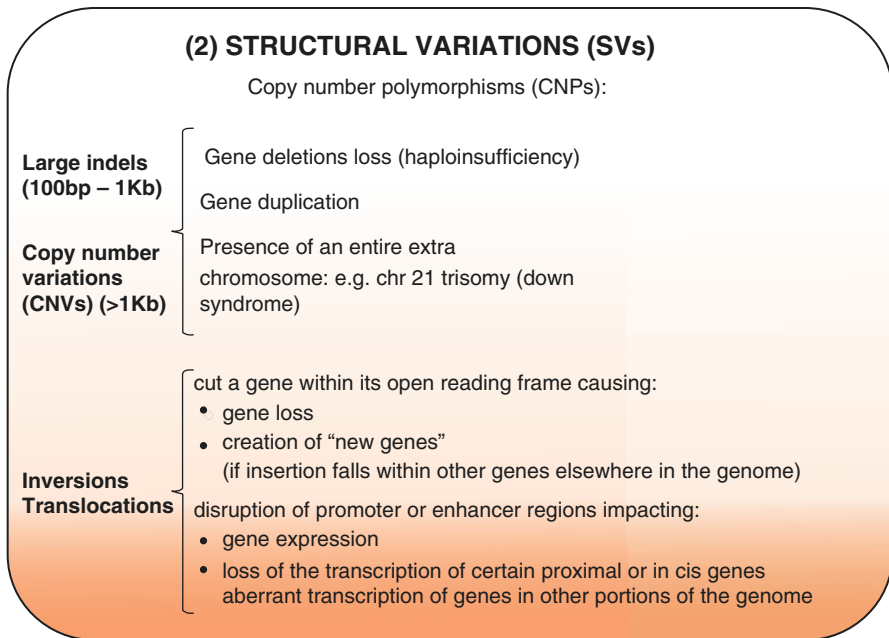 (2) STRUCTURAL VARIATIONS (SVs)
Copy number polymorphisms (CNPs):
Large indels
(100bp – 1Kb)
Gene deletions loss (haploinsufficiency)
Gene duplication
Copy number
variations
(CNVs) (>1Kb)
Presence of an entire extra
chromosome: e.g. chr 21 trisomy (down
syndrome)
Inversions
Translocations
cut a gene within its open reading frame causing:
• gene loss
• creation of “new genes”
(if insertion falls within other genes elsewhere in the genome)
disruption of promoter or enhancer regions impacting:
• gene expression
• loss of the transcription of certain proximal or in cis genes
aberrant transcription of genes in other portions of the genome